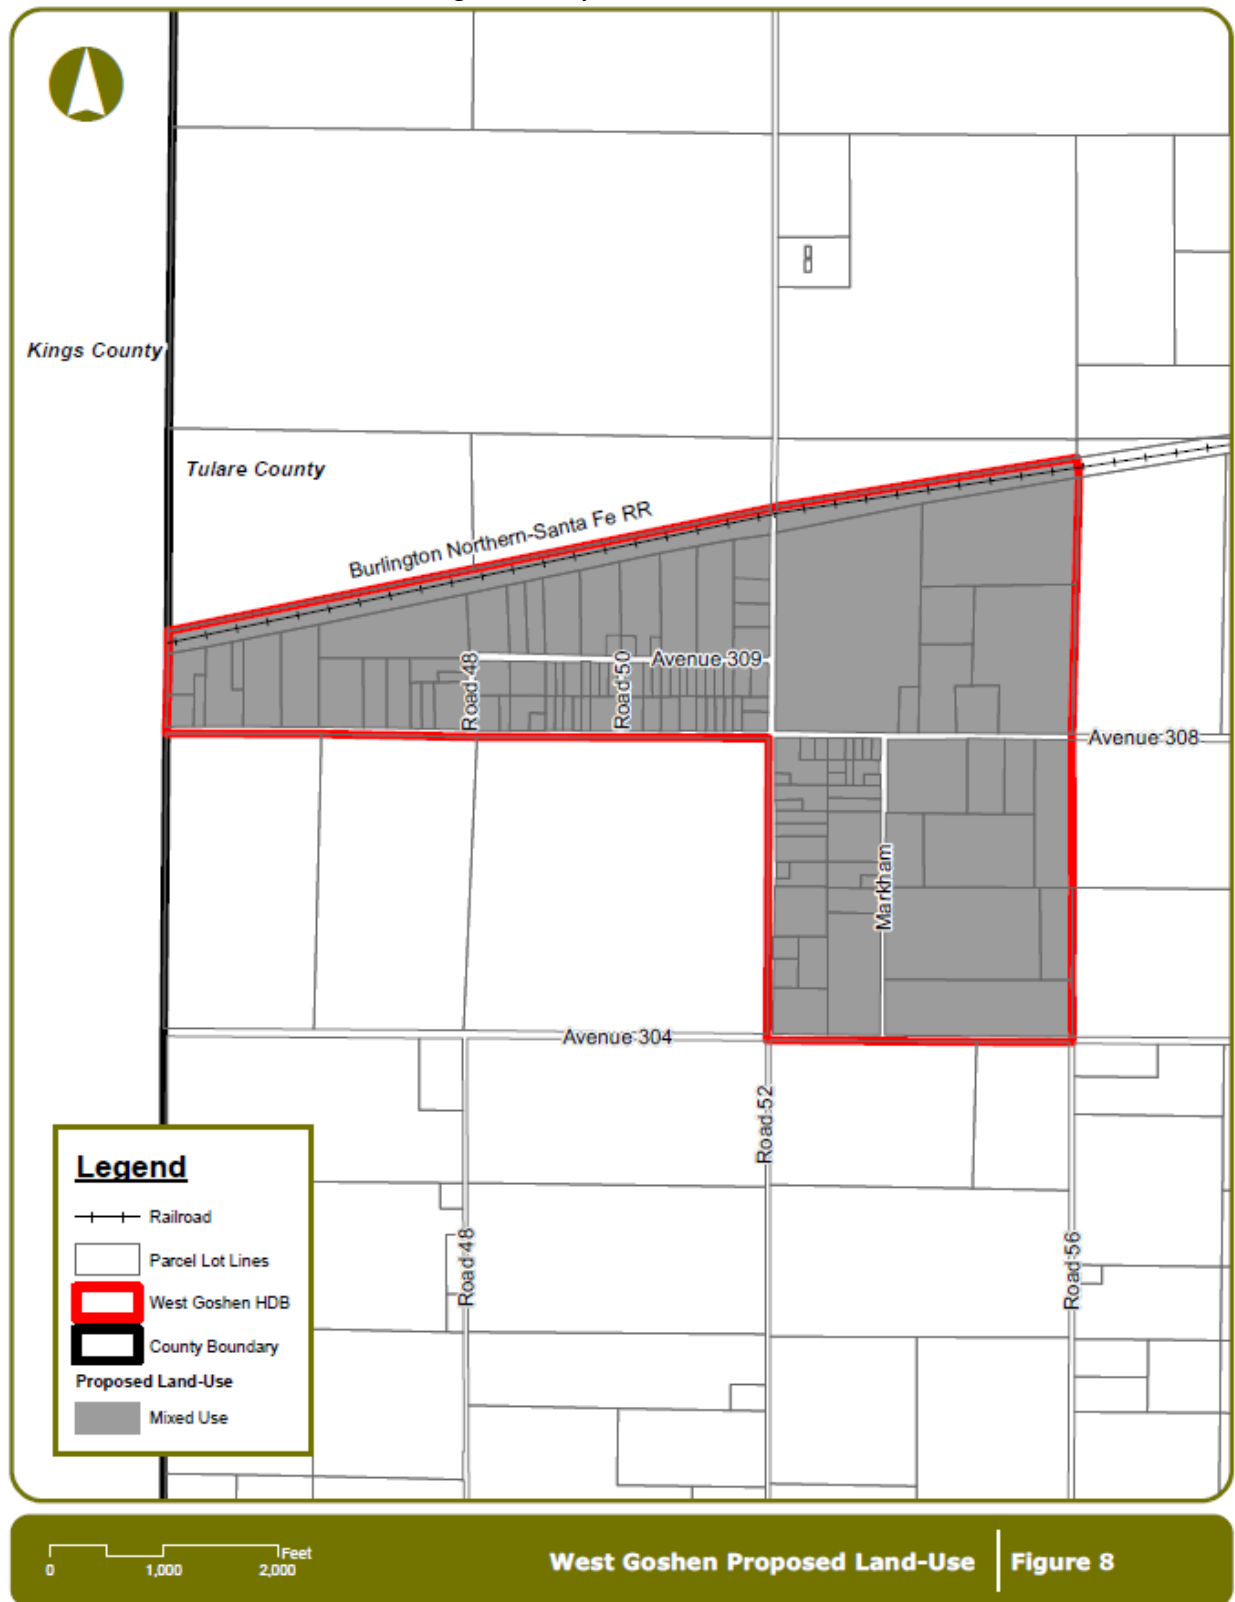 Kings County
Tulare County
Burlington Northern-Santa Fe RR
Road 48
Road 50
Avenue 309
Avenue 308
Markham
Avenue 304
Road 52
Road 48
Road 56
Legend
Railroad
Parcel Lot Lines
West Goshen HDB
County Boundary
Proposed Land-Use
Mixed Use
Feet
0 1,000 2,000
West Goshen Proposed Land-Use Figure 8